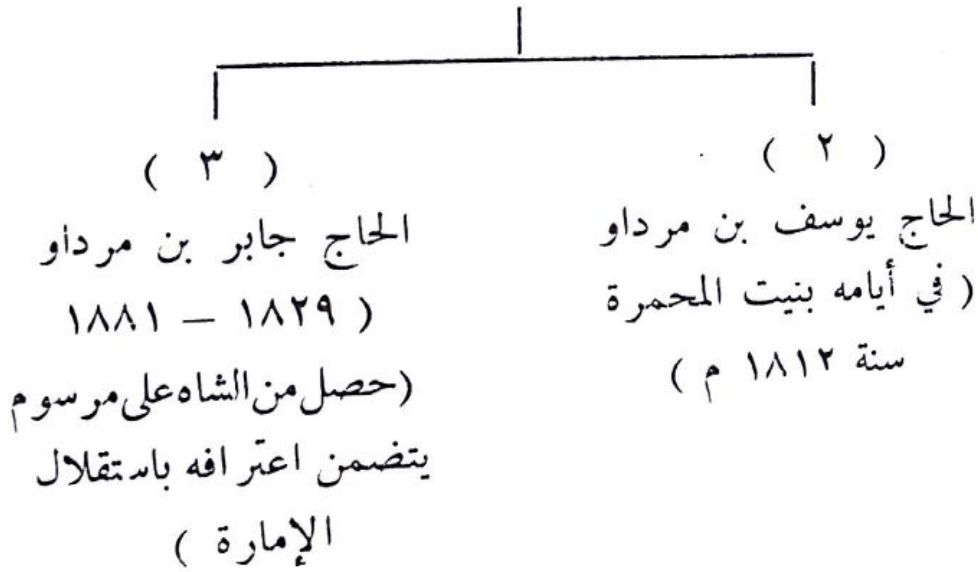 ( ٢ )
الحاج يوسف بن مرداو
( في أيامه بنيت المحمرة
سنة ١٨١٢ م )
( ٣ )
الحاج جابر بن مرداو
( ١٨٢٩ — ١٨٨١
(حصل من الشاه على مرسوم
يتضمن اعترافه باستقلال
الإمارة )